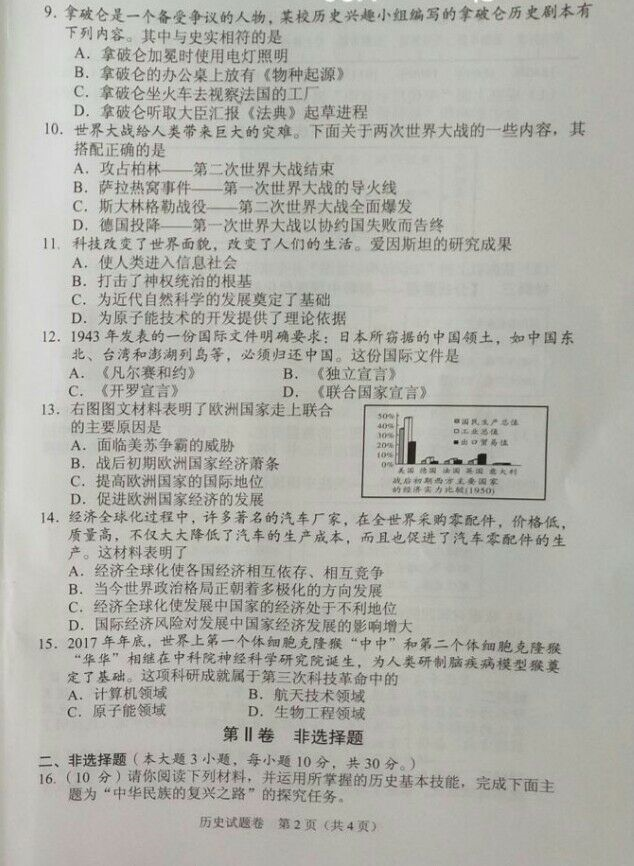 9. 拿破仑是一个备受争议的人物，某校历史兴趣小组编写的拿破仑历史剧本有
下列内容。其中与史实相符的是
A. 拿破仑加冕时使用电灯照明
B. 拿破仑的办公桌上放有《物种起源》
C. 拿破仑坐火车去视察法国的工厂
D. 拿破仑听取大臣汇报《法典》起草进程
10. 世界大战给人类带来巨大的灾难。下面关于两次世界大战的一些内容，其
搭配正确的是
A. 攻占柏林——第二次世界大战结束
B. 萨拉热窝事件——第一次世界大战的导火线
C. 斯大林格勒战役——第二次世界大战全面爆发
D. 德国投降——第一次世界大战以协约国失败而告终
11. 科技改变了世界面貌，改变了人们的生活。爱因斯坦的研究成果
A. 使人类进入信息社会
B. 打击了神权统治的根基
C. 为近代自然科学的发展奠定了基础
D. 为原子能技术的开发提供了理论依据
12. 1943年发表的一份国际文件明确要求：日本所窃据的中国领土，如中国东
北、台湾和澎湖列岛等，必须归还中国。这份国际文件是
A. 《凡尔赛和约》 B. 《独立宣言》
C. 《开罗宣言》 D. 《联合国家宣言》
13. 右图图文材料表明了欧洲国家走上联合
的主要原因是
A. 面临美苏争霸的威胁
B. 战后初期欧洲国家经济萧条
C. 提高欧洲国家的国际地位
D. 促进欧洲国家经济的发展
50%
40%
30%
20%
10%
0%
国民生产总值
工业总值
出口贸易值
美国 德国 法国 英国 意大利
战后初期西方主要国家
的经济实力比较(1950)
14. 经济全球化过程中，许多著名的汽车厂家，在全世界采购零配件，价格低，
质量高，不仅大大降低了汽车的生产成本，而且也促进了汽车零配件的生
产。这材料表明了
A. 经济全球化使各国经济相互依存、相互竞争
B. 当今世界政治格局正朝着多极化的方向发展
C. 经济全球化使发展中国家的经济处于不利地位
D. 国际经济风险对发展中国家经济发展的影响增大
15. 2017年年底，世界上第一个体细胞克隆猴“中中”和第二个体细胞克隆猴
“华华”相继在中科院神经科学研究院诞生，为人类研制脑疾病模型猴奠
定了基础。这项科研成就属于第三次科技革命中的
A. 计算机领域 B. 航天技术领域
C. 原子能领域 D. 生物工程领域
第Ⅱ卷 非选择题
二、非选择题（本大题3小题，每小题10分，共30分。）
16.（10 分）请你阅读下列材料，并运用所掌握的历史基本技能，完成下面主
题为“中华民族的复兴之路”的探究任务。
历史试题卷 第2页（共4页）